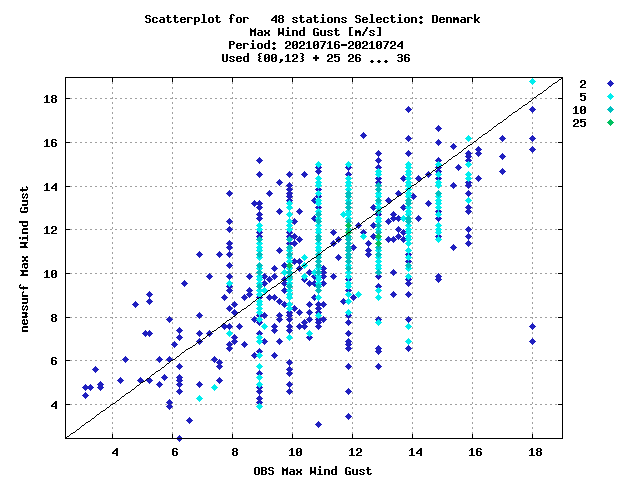 Scatterplot for 48 stations Selection: Denmark
Max Wind Gust [m/s]
Period: 20210716-20210724
Used {00,12} + 25 26 ... 36
2
5
10
25
18
16
14
12
10
8
6
4
newsurf Max Wind Gust
4 6 8 10 12 14 16 18
OBS Max Wind Gust